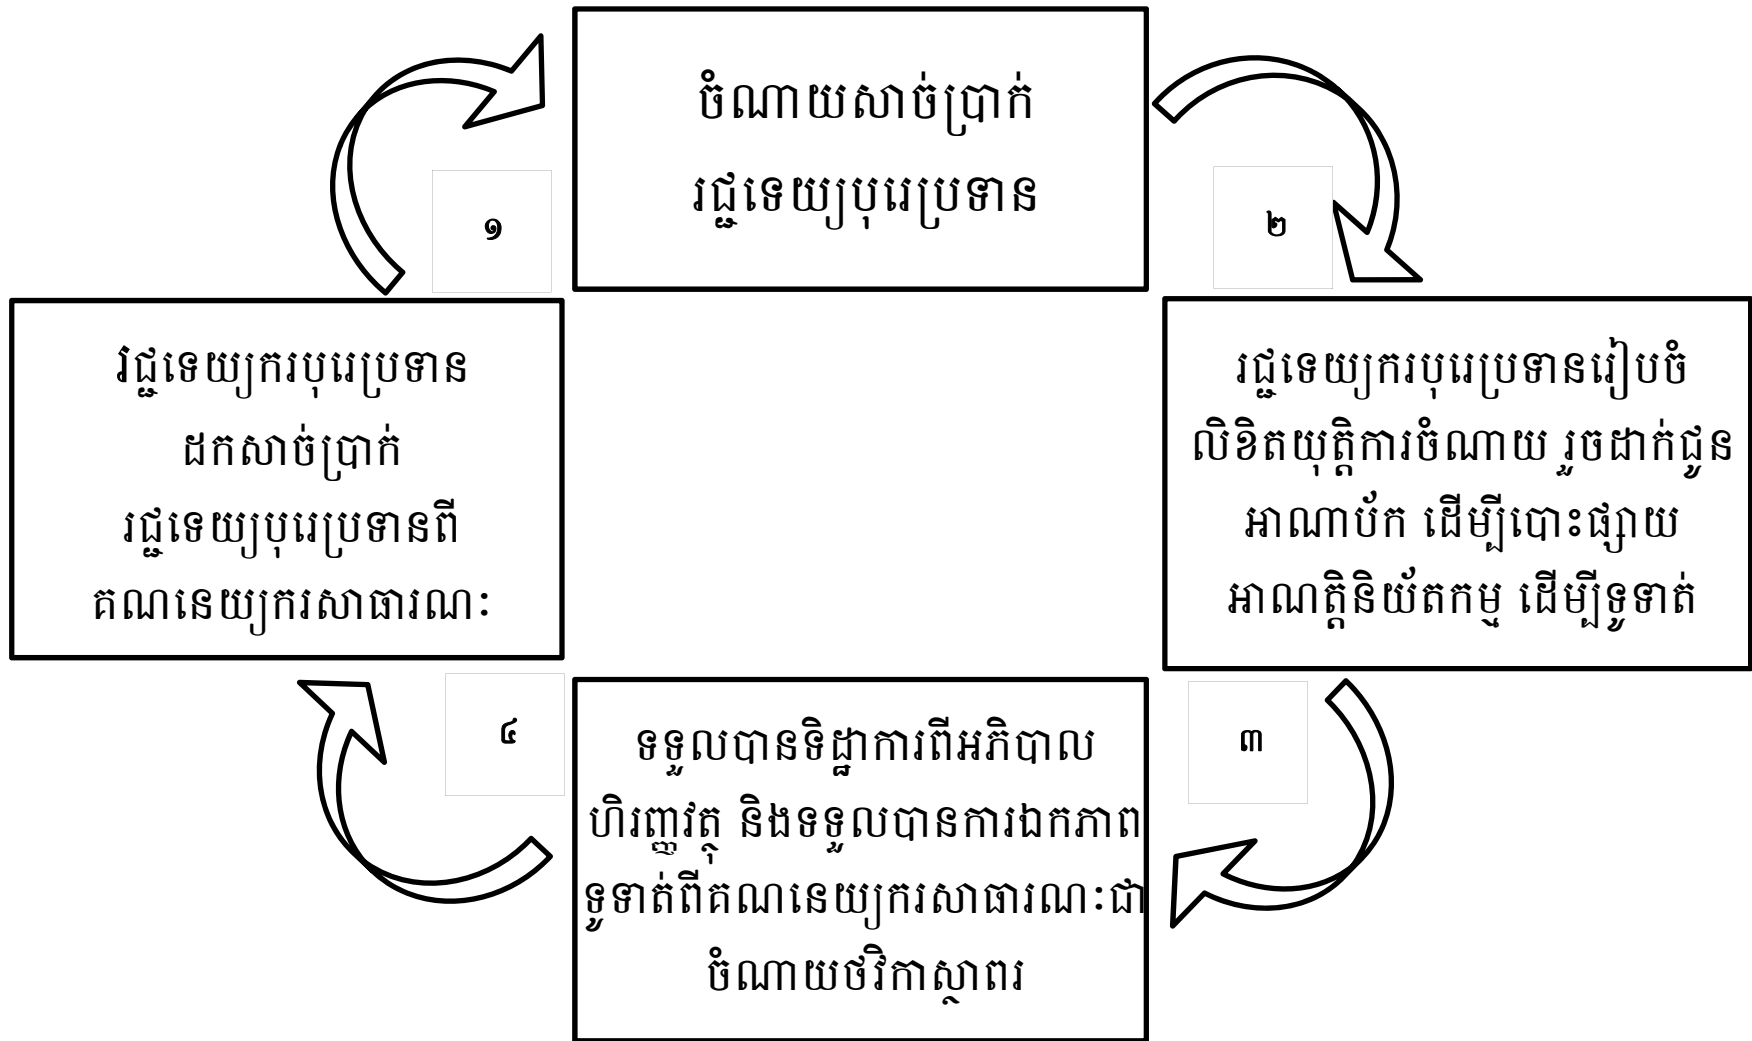 ចំណាយសាច់ប្រាក់
រជ្ជទេយ្យបុរេប្រទាន
១
២
រជ្ជទេយ្យករបុរេប្រទាន
ដកសាច់ប្រាក់
រជ្ជទេយ្យបុរេប្រទានពី
គណនេយ្យករសាធារណៈ
រជ្ជទេយ្យករបុរេប្រទានរៀបចំ
លិខិតយុត្តិការចំណាយ រួចដាក់ជូន
អាណាប័ក ដើម្បីបោះផ្សាយ
អាណត្តិនិយ័តកម្ម ដើម្បីទូទាត់
៤
៣
ទទួលបានទិដ្ឋាការពីអភិបាល
ហិរញ្ញវត្ថុ និងទទួលបានការឯកភាព
ទូទាត់ពីគណនេយ្យករសាធារណៈជា
ចំណាយថវិកាស្ថាពរ